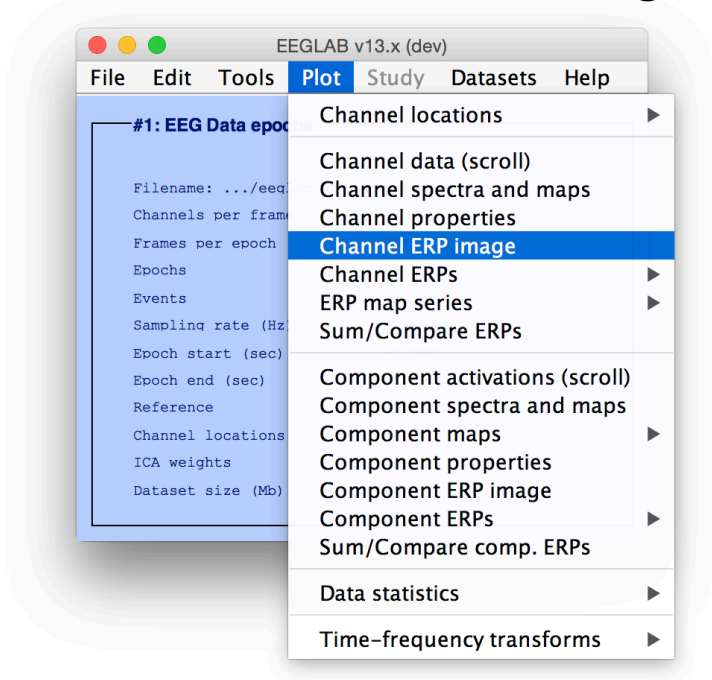 EEGLAB v13.x (dev)
File Edit Tools Plot Study Datasets Help
#1: EEG Data epoc
Filename: .../eeg
Channels per frame
Frames per epoch
Epochs
Events
Sampling rate (Hz)
Epoch start (sec)
Epoch end (sec)
Reference
Channel locations
ICA weights
Dataset size (Mb)
Channel locations
Channel data (scroll)
Channel spectra and maps
Channel properties
Channel ERP image
Channel ERPs
ERP map series
Sum/Compare ERPs
Component activations (scroll)
Component spectra and maps
Component maps
Component properties
Component ERP image
Component ERPs
Sum/Compare comp. ERPs
Data statistics
Time-frequency transforms